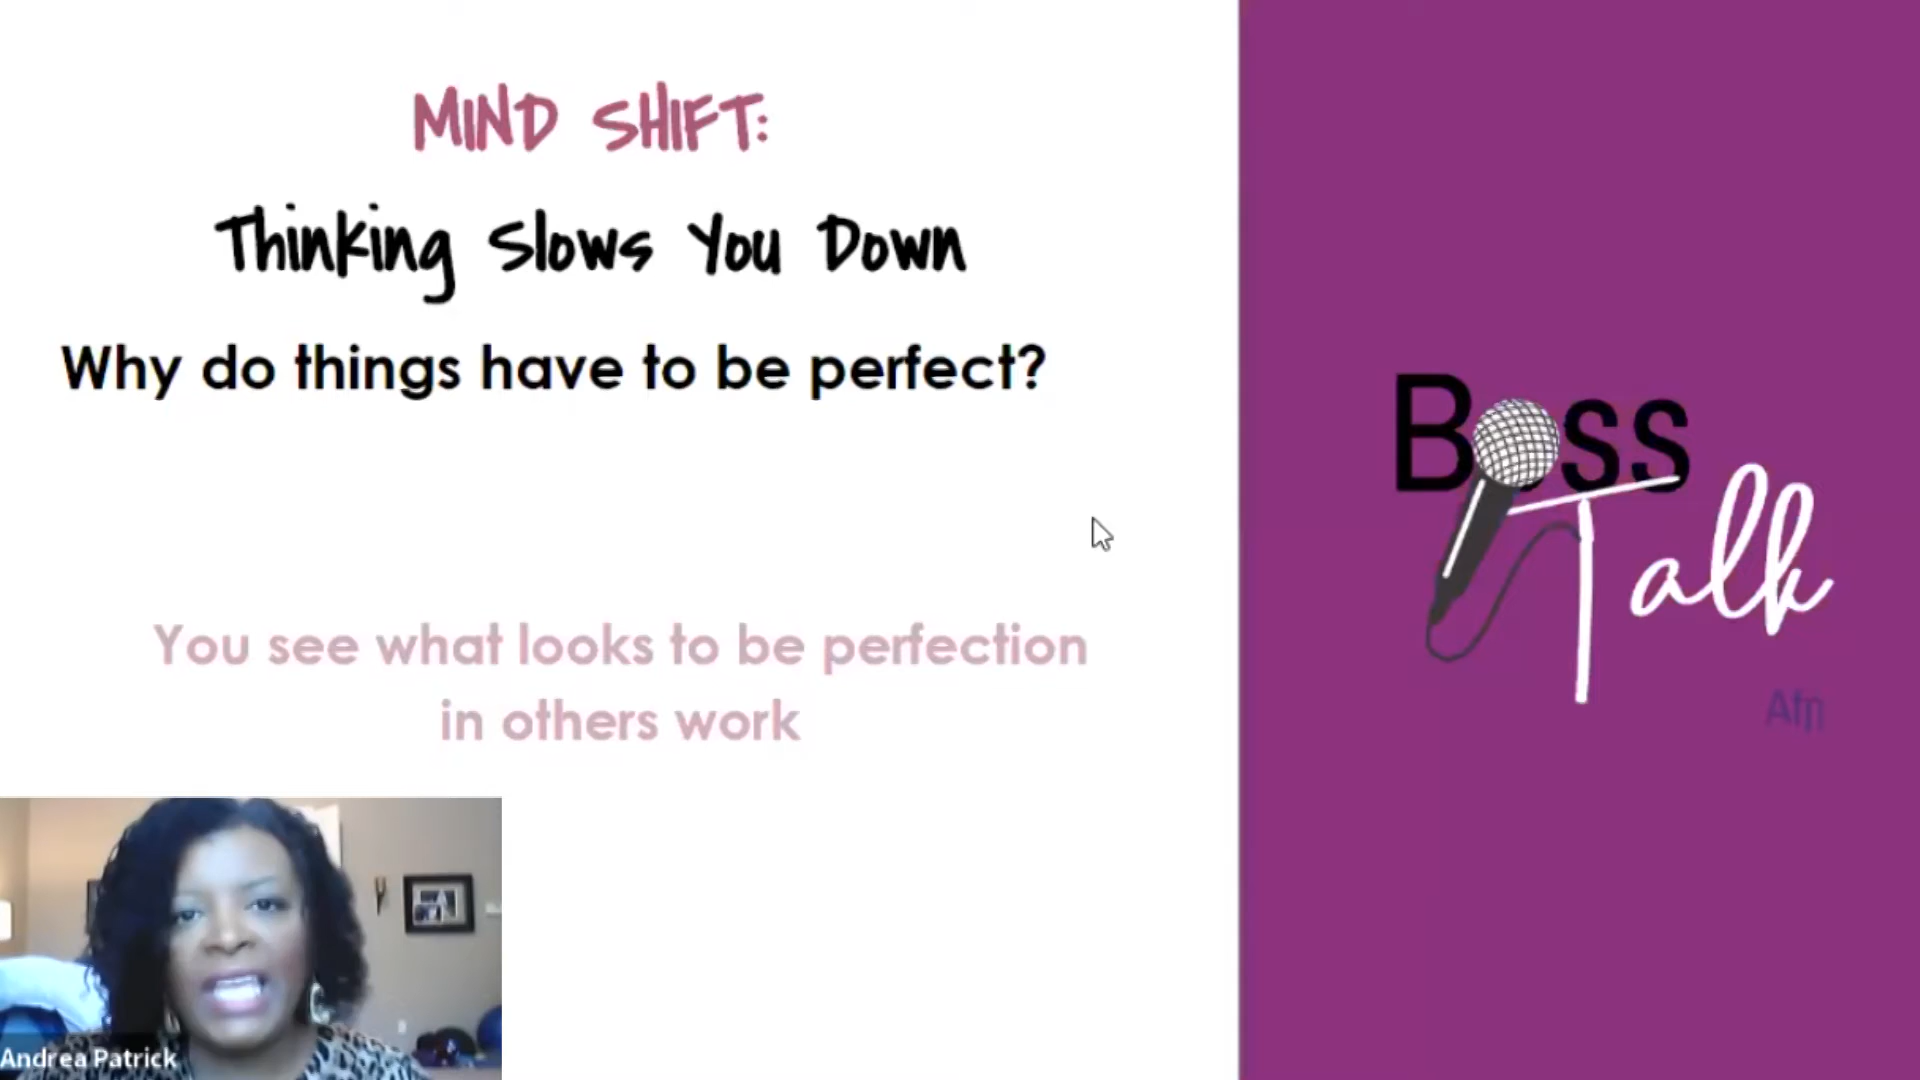 MIND SHIFT:
Thinking Slows You Down
Why do things have to be perfect?
You see what looks to be perfection
in others work
Boss
Talk
Andrea Patrick